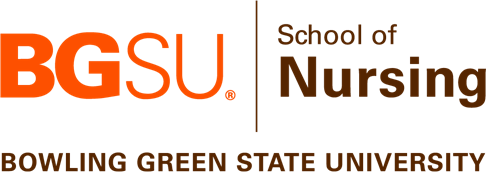 BGSU®
School of
Nursing
BOWLING GREEN STATE UNIVERSITY